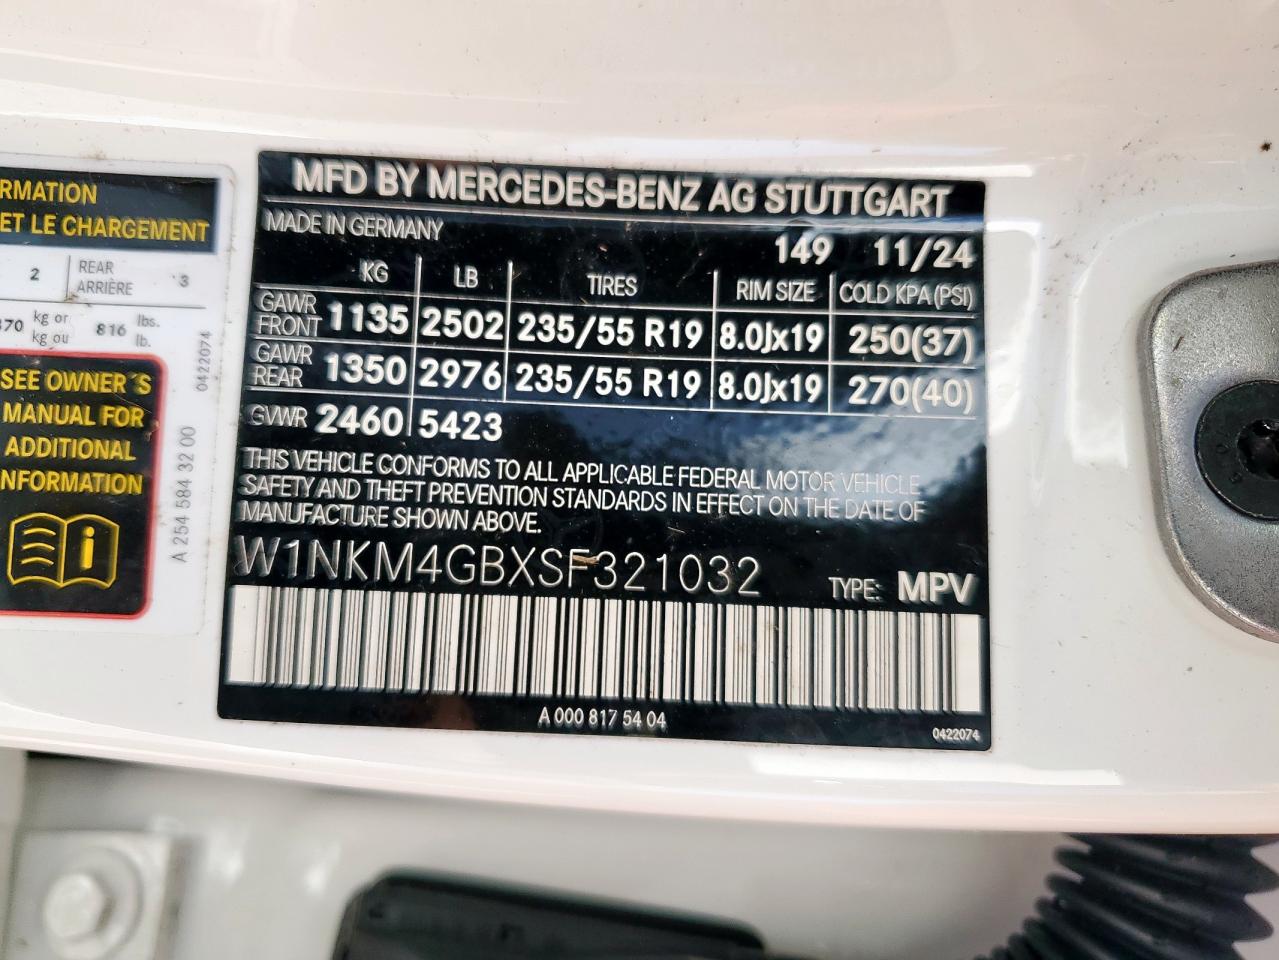 RMATION
ET LE CHARGEMENT
2
REAR
ARRIÈRE
3
kg or
kg ou
816
lbs.
lb.
0422074
SEE OWNER´S
MANUAL FOR
ADDITIONAL
NFORMATION
A 254 584 32 00
MFD BY MERCEDES-BENZ AG STUTTGART
MADE IN GERMANY
149 11/24
KG LB TIRES RIM SIZE COLD KPA (PSI)
GAWR FRONT 1135 2502 235/55 R19 8.0Jx19 250(37)
GAWR REAR 1350 2976 235/55 R19 8.0Jx19 270(40)
GVWR 2460 5423
THIS VEHICLE CONFORMS TO ALL APPLICABLE FEDERAL MOTOR VEHICLE
SAFETY AND THEFT PREVENTION STANDARDS IN EFFECT ON THE DATE OF
MANUFACTURE SHOWN ABOVE.
W1NKM4GBXSF321032
TYPE: MPV
A 000 817 54 04
0422074